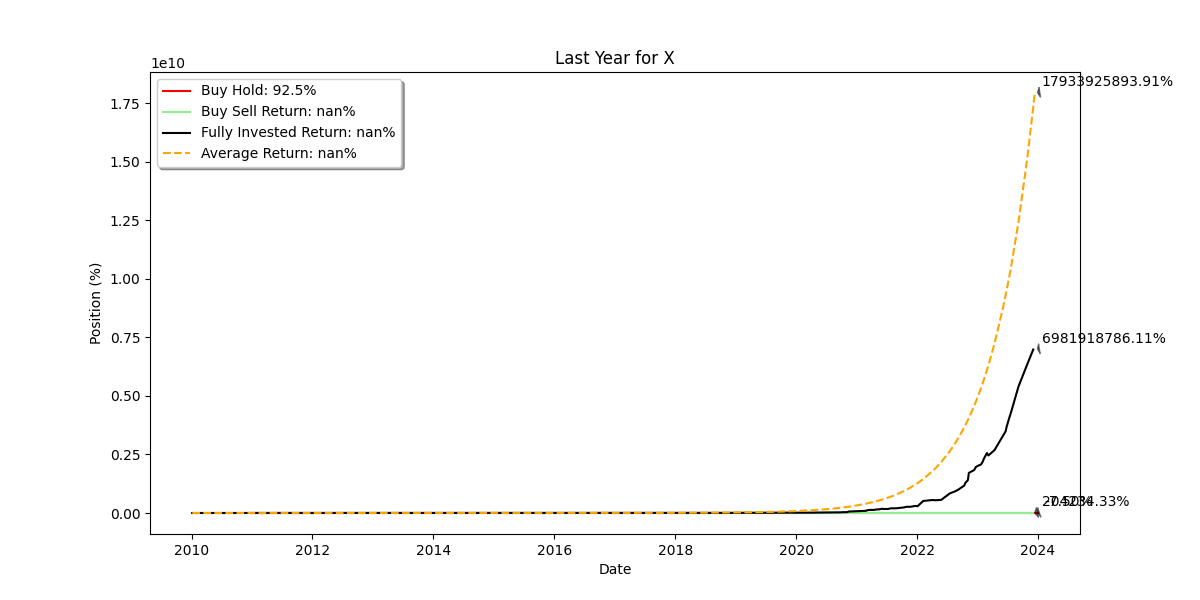 Last Year for X
1e10
17933925893.91%
Buy Hold: 92.5%
Buy Sell Return: nan%
Fully Invested Return: nan%
Average Return: nan%
1.75
1.50
1.25
1.00
0.75
0.50
0.25
0.00
Position (%)
6981918786.11%
2010
2012
2014
2016
2018
2020
2022
2024
Date